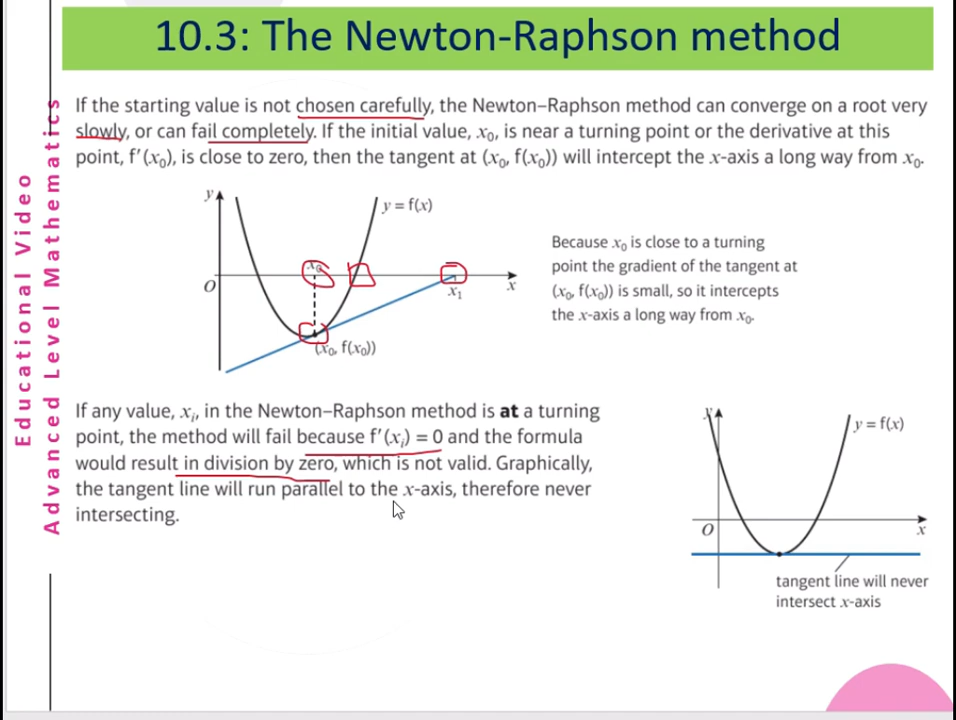 10.3: The Newton-Raphson method
Educational Video
Advanced Level Mathematics
If the starting value is not chosen carefully, the Newton–Raphson method can converge on a root very
slowly, or can fail completely. If the initial value, x₀, is near a turning point or the derivative at this
point, f′(x₀), is close to zero, then the tangent at (x₀, f(x₀)) will intercept the x-axis a long way from x₀.
y
y = f(x)
x₀
O
x₁
x
(x₀, f(x₀))
Because x₀ is close to a turning
point the gradient of the tangent at
(x₀, f(x₀)) is small, so it intercepts
the x-axis a long way from x₀.
If any value, xᵢ, in the Newton–Raphson method is at a turning
point, the method will fail because f′(xᵢ) = 0 and the formula
would result in division by zero, which is not valid. Graphically,
the tangent line will run parallel to the x-axis, therefore never
intersecting.
y
y = f(x)
O
x
tangent line will never
intersect x-axis